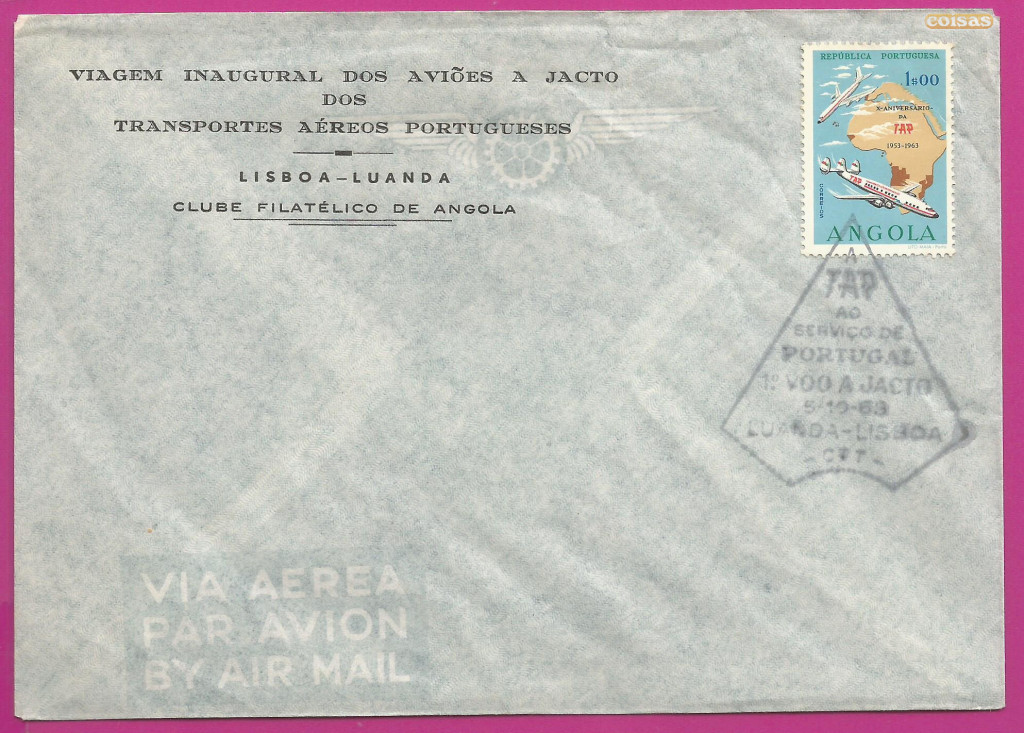 coisas
VIAGEM INAUGURAL DOS AVIÕES A JACTO
DOS
TRANSPORTES AÉREOS PORTUGUESES
LISBOA-LUANDA
CLUBE FILATÉLICO DE ANGOLA
REPÚBLICA PORTUGUESA
1$00
X-ANIVERSÁRIO-
DA
TAP
1953-1963
TAP
CORREIOS
ANGOLA
A
TAP
AO
SERVIÇO DE
PORTUGAL
1º VOO A JACTO
5-10-63
LUANDA-LISBOA
- CTT -
VIA AEREA
PAR AVION
BY AIR MAIL